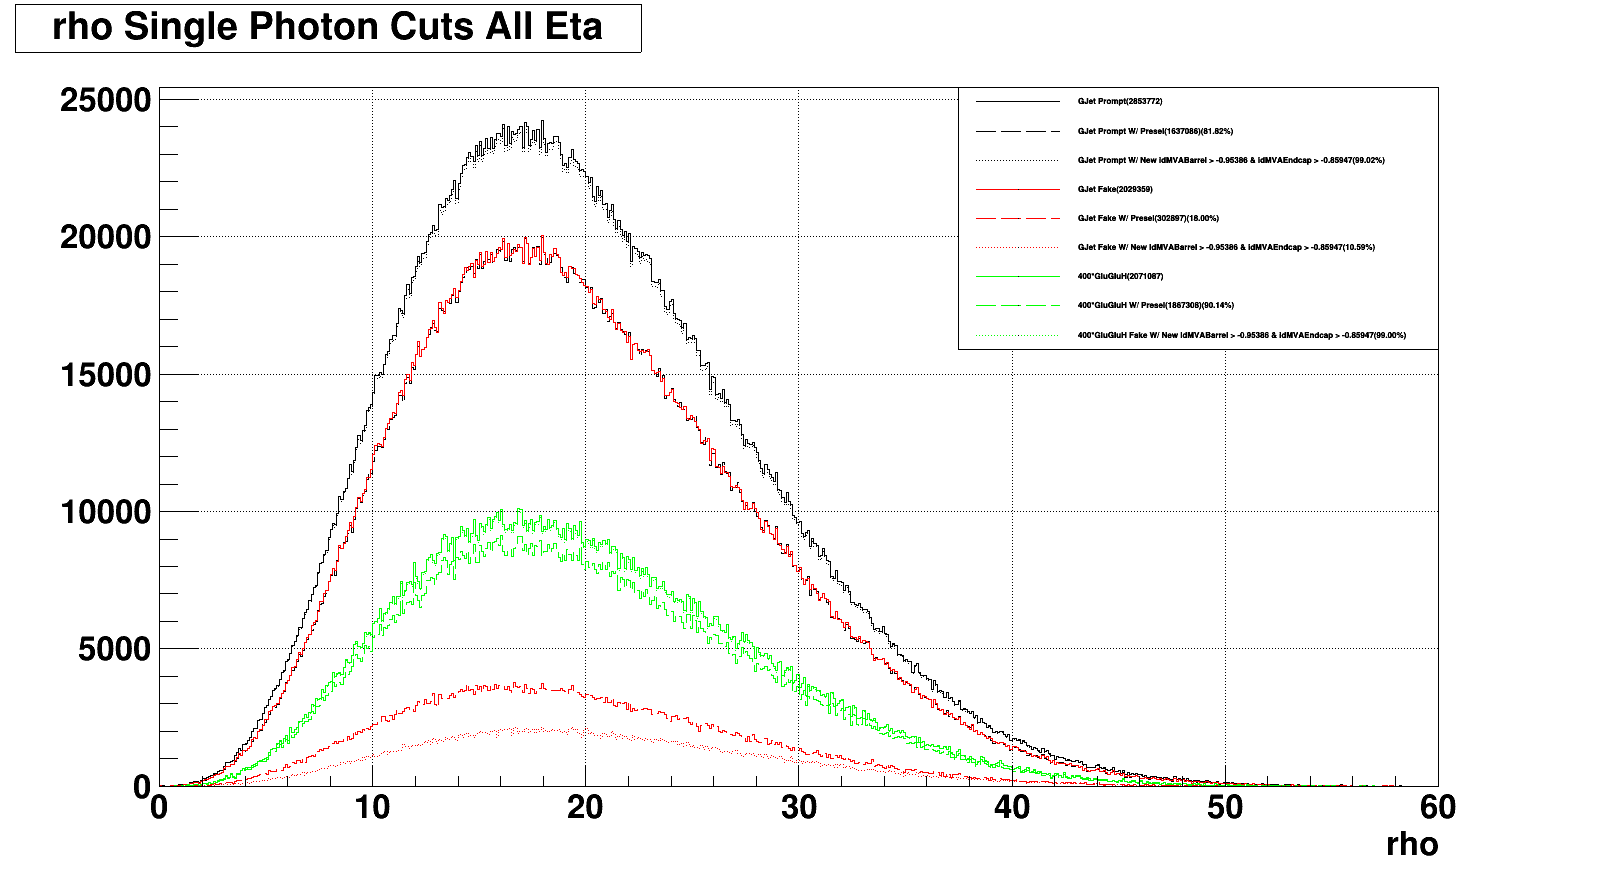 rho Single Photon Cuts All Eta
25000
20000
15000
10000
5000
0
0 10 20 30 40 50 60
rho
GJet Prompt(2853772)
GJet Prompt W/ Presel(1637086)(81.82%)
GJet Prompt W/ New idMVABarrel > -0.95386 & idMVAEndcap > -0.85947(99.02%)
GJet Fake(2029359)
GJet Fake W/ Presel(302897)(18.00%)
GJet Fake W/ New idMVABarrel > -0.95386 & idMVAEndcap > -0.85947(10.59%)
400*GluGluH(2071087)
400*GluGluH W/ Presel(1867308)(90.14%)
400*GluGluH Fake W/ New idMVABarrel > -0.95386 & idMVAEndcap > -0.85947(99.00%)